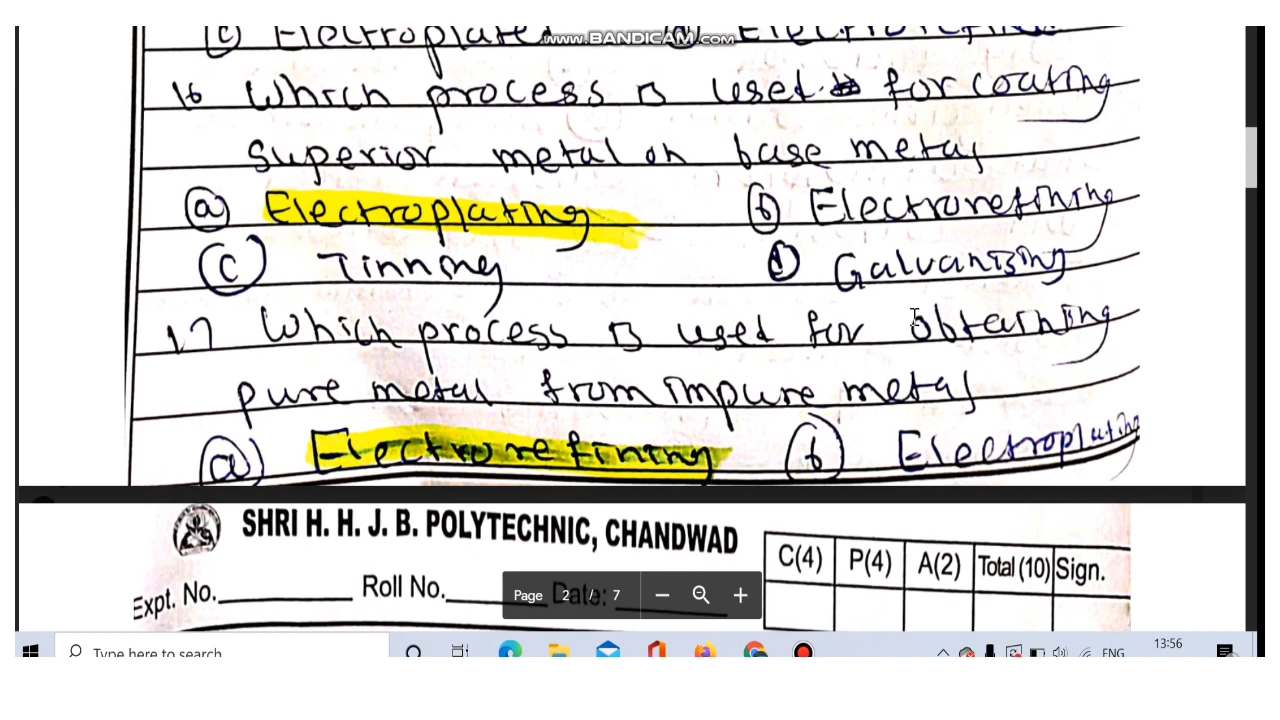 (c) Electroplated (d) Electrorefine
www.BANDICAM.com
16 Which process is used for coating
superior metal on base metal
(a) Electroplating (b) Electrorefining
(c) Tinning (d) Galvanizing
17 Which process is used for obtaining
pure metal from impure metal
(a) Electrorefining (b) Electroplating
SHRI H. H. J. B. POLYTECHNIC, CHANDWAD
C(4) P(4) A(2) Total (10) Sign.
Expt. No. Roll No. Date:
Page 2 / 7
Type here to search
ENG
13:56